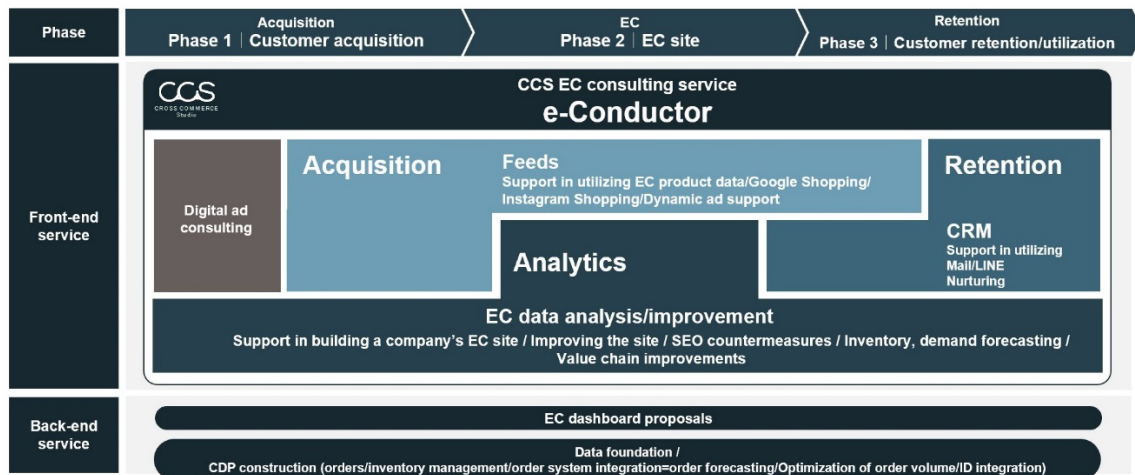 Phase
Acquisition
Phase 1 | Customer acquisition
EC
Phase 2 | EC site
Retention
Phase 3 | Customer retention/utilization
Front-end
service
CCS
CROSS COMMERCE
Studio
CCS EC consulting service
e-Conductor
Digital ad
consulting
Acquisition
Feeds
Support in utilizing EC product data/Google Shopping/
Instagram Shopping/Dynamic ad support
Retention
CRM
Support in utilizing
Mail/LINE
Nurturing
Analytics
EC data analysis/improvement
Support in building a company's EC site / Improving the site / SEO countermeasures / Inventory, demand forecasting /
Value chain improvements
Back-end
service
EC dashboard proposals
Data foundation /
CDP construction (orders/inventory management/order system integration=order forecasting/Optimization of order volume/ID integration)